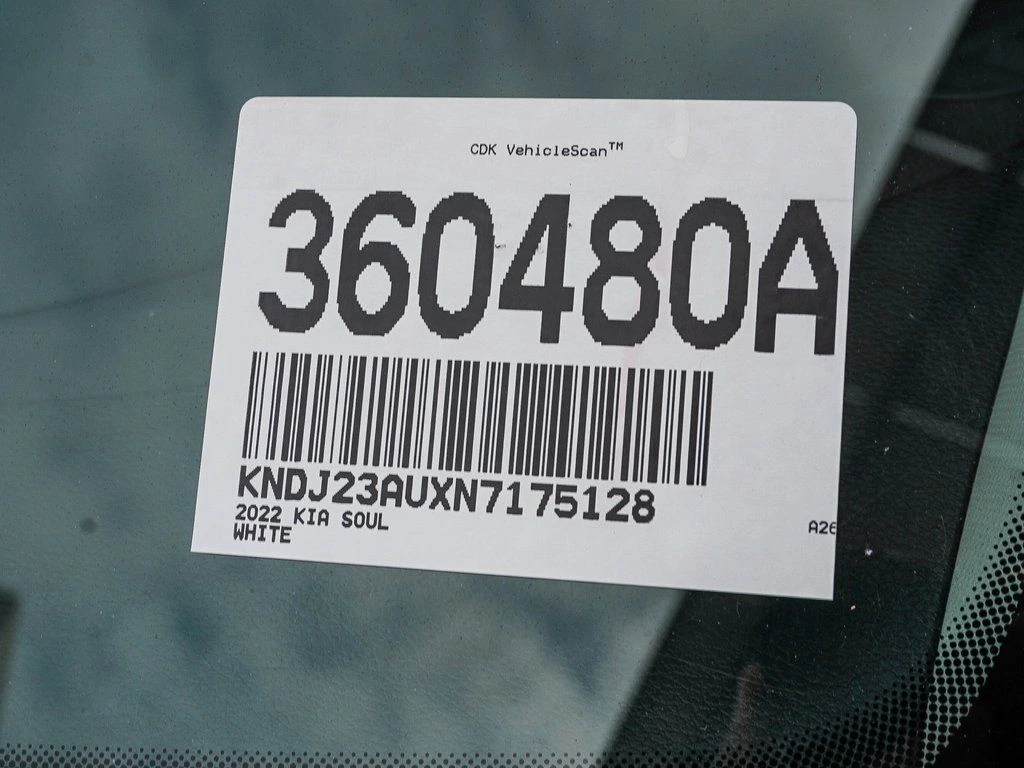 CDK VehicleScan™
360480A
KNDJ23AUXN7175128
2022 KIA SOUL
WHITE
A26